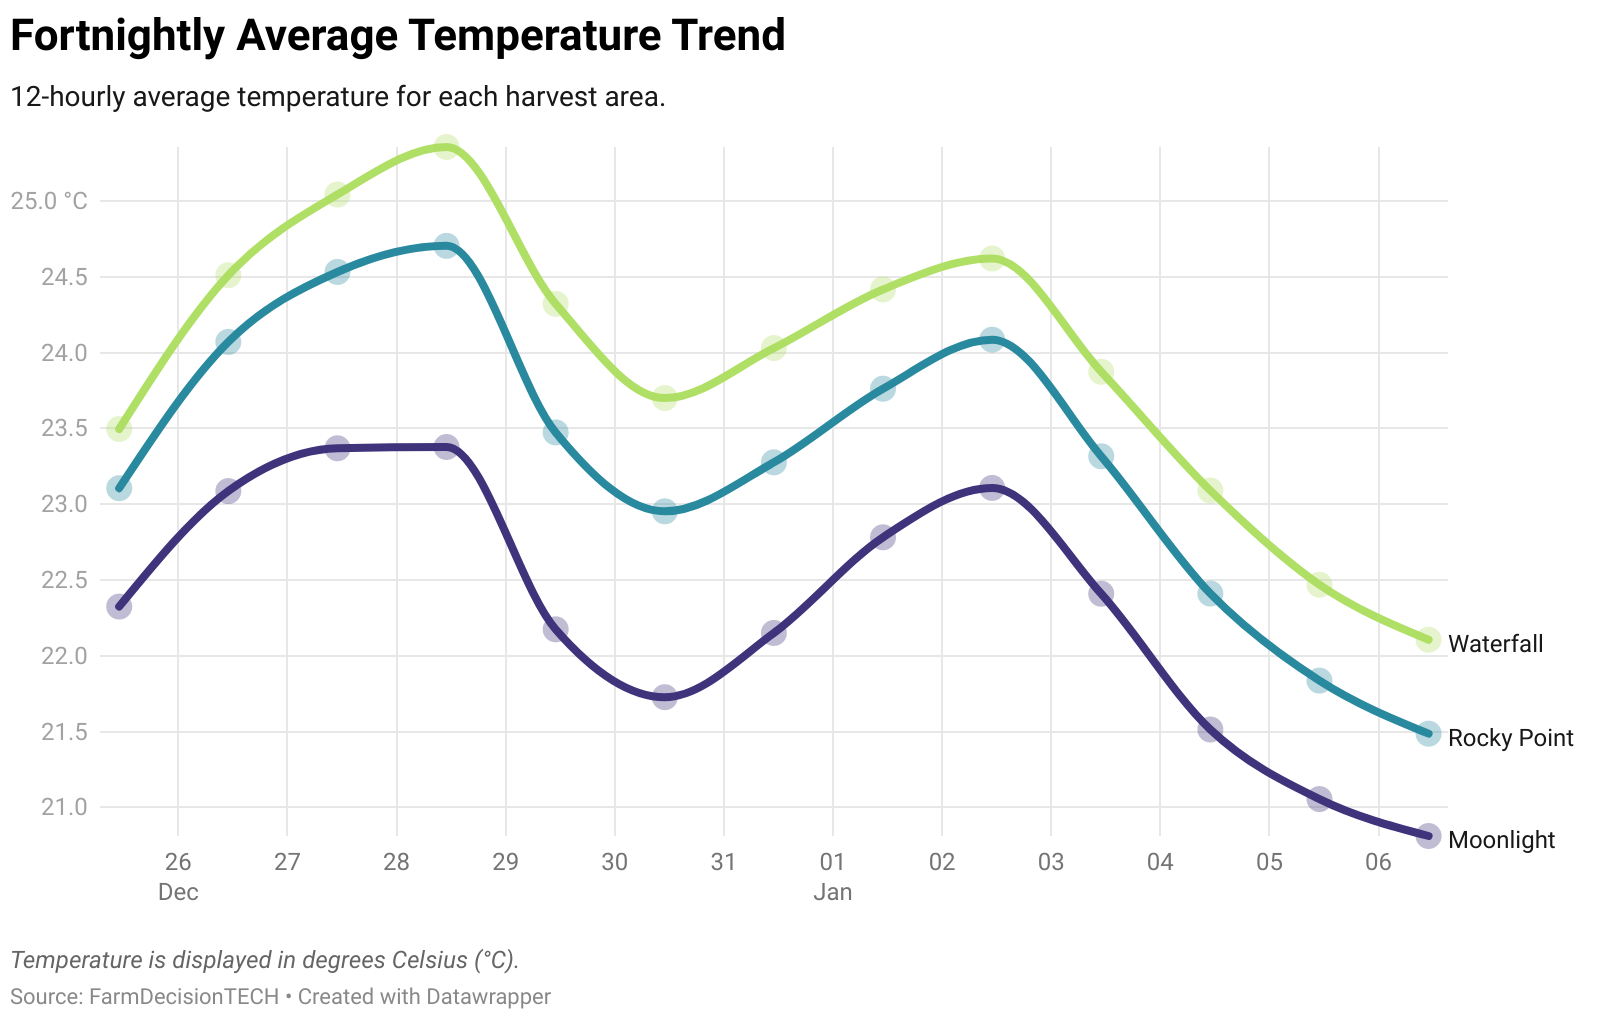 Fortnightly Average Temperature Trend
12-hourly average temperature for each harvest area.
25.0 °C
24.5
24.0
23.5
23.0
22.5
22.0
21.5
21.0
Waterfall
Rocky Point
Moonlight
26 27 28 29 30 31 01 02 03 04 05 06
Dec Jan
Temperature is displayed in degrees Celsius (°C).
Source: FarmDecisionTECH • Created with Datawrapper